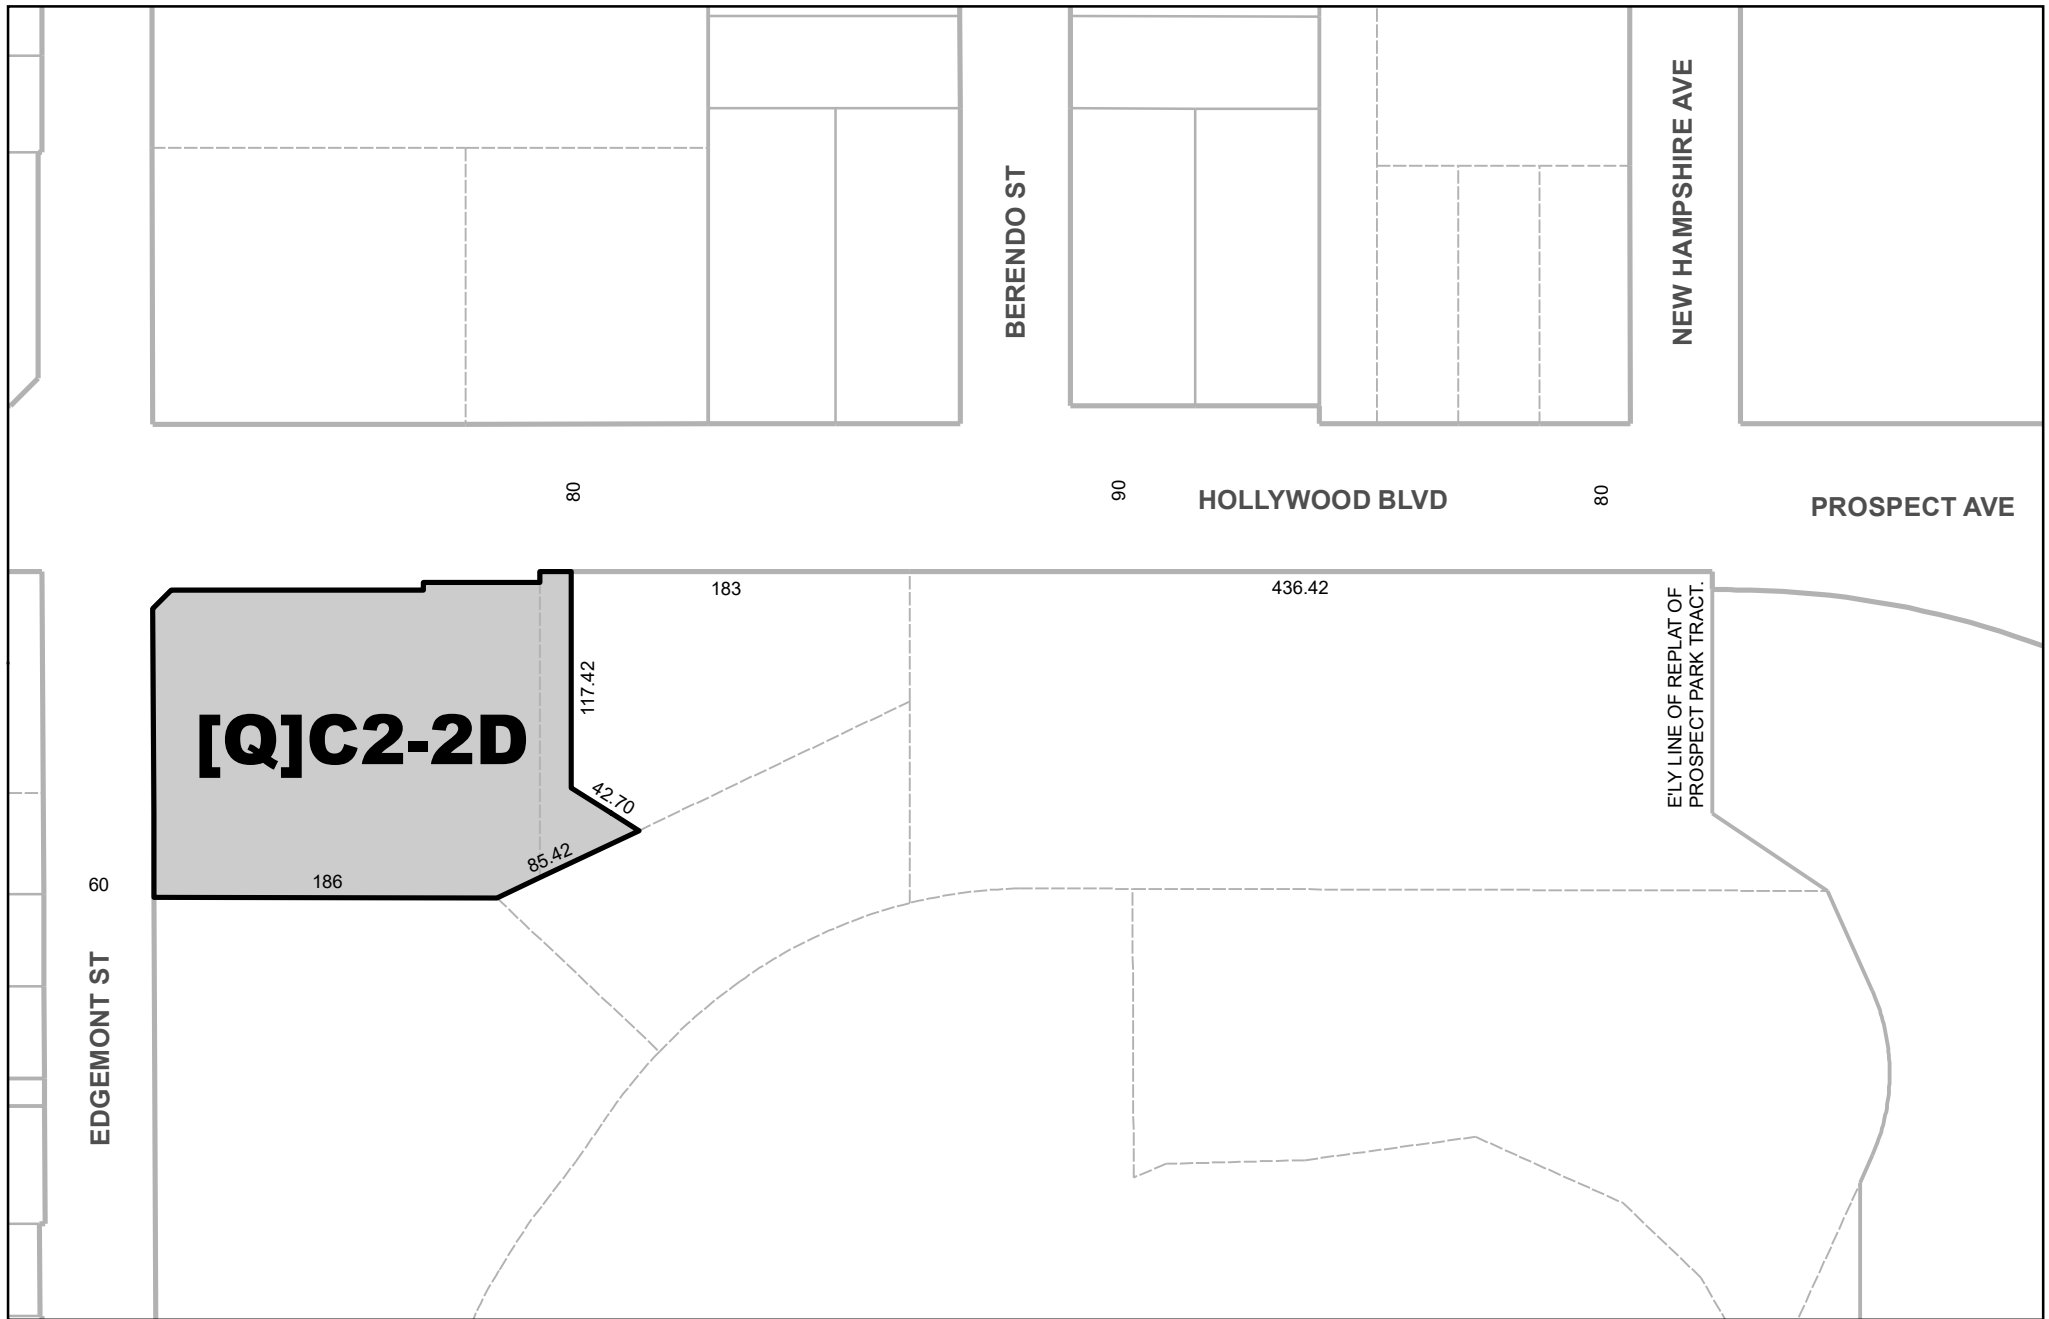 BERENDO ST
NEW HAMPSHIRE AVE
80
90
HOLLYWOOD BLVD
80
PROSPECT AVE
183
436.42
E'LY LINE OF REPLAT OF
PROSPECT PARK TRACT.
117.42
[Q]C2-2D
42.70
85.42
186
60
EDGEMONT ST